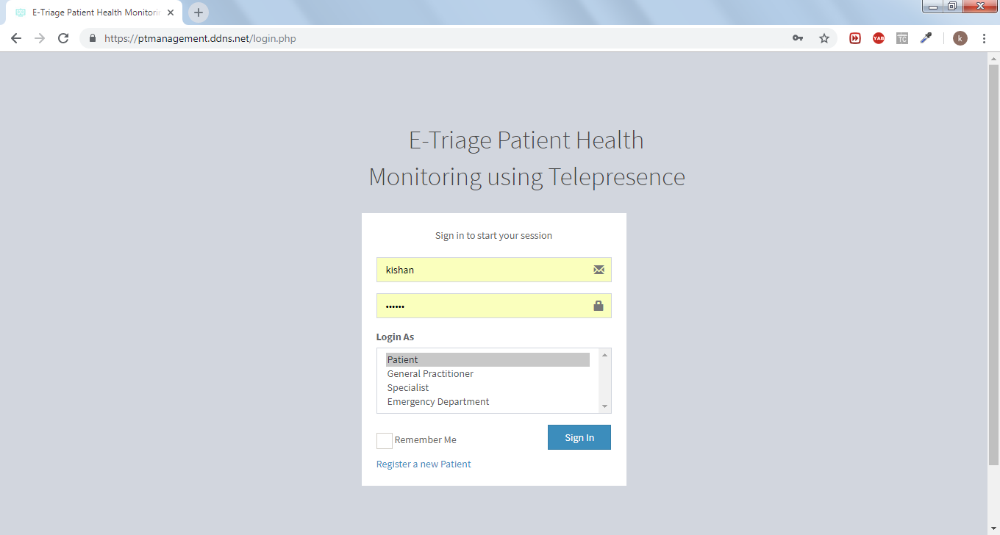 E-Triage Patient Health Monitorin
https://ptmanagement.ddns.net/login.php
YAB
TC
k
E-Triage Patient Health
Monitoring using Telepresence
Sign in to start your session
kishan
••••••
Login As
Patient
General Practitioner
Specialist
Emergency Department
Remember Me
Sign In
Register a new Patient